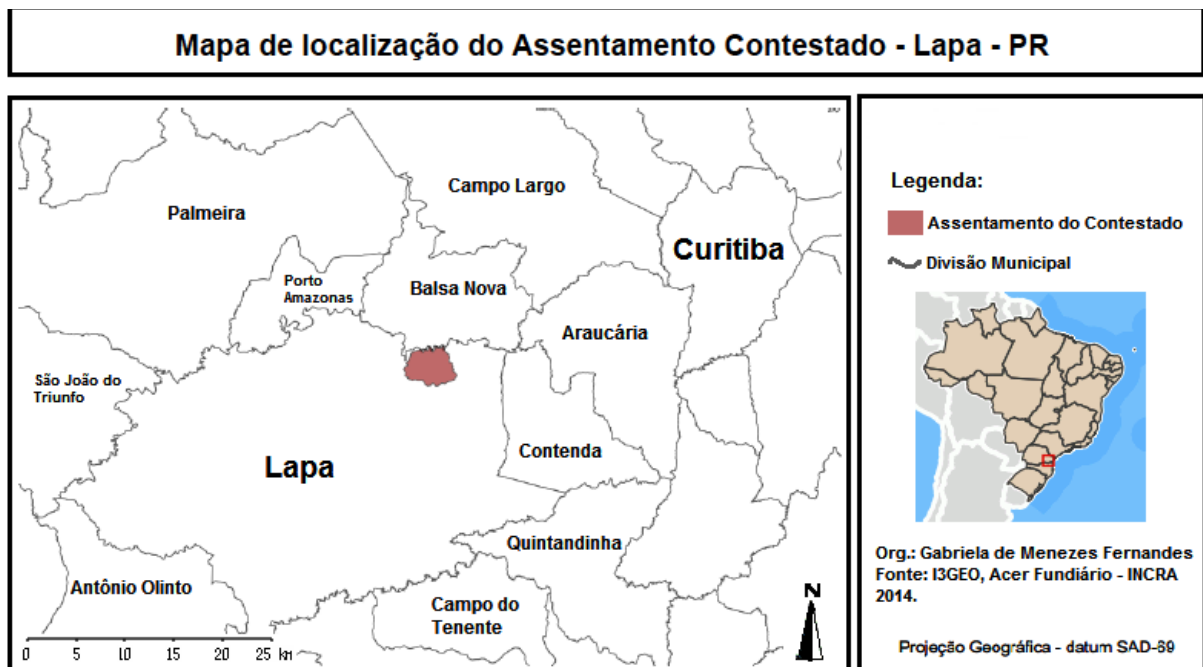 Mapa de localização do Assentamento Contestado - Lapa - PR
Campo Largo
Palmeira
Curitiba
Porto
Amazonas
Balsa Nova
Araucária
São João do
Triunfo
Contenda
Lapa
Quintandinha
Antônio Olinto
Campo do
Tenente
N
0 5 10 15 20 25 km
Legenda:
Assentamento do Contestado
Divisão Municipal
Org.: Gabriela de Menezes Fernandes
Fonte: I3GEO, Acer Fundiário - INCRA
2014.
Projeção Geográfica - datum SAD-69